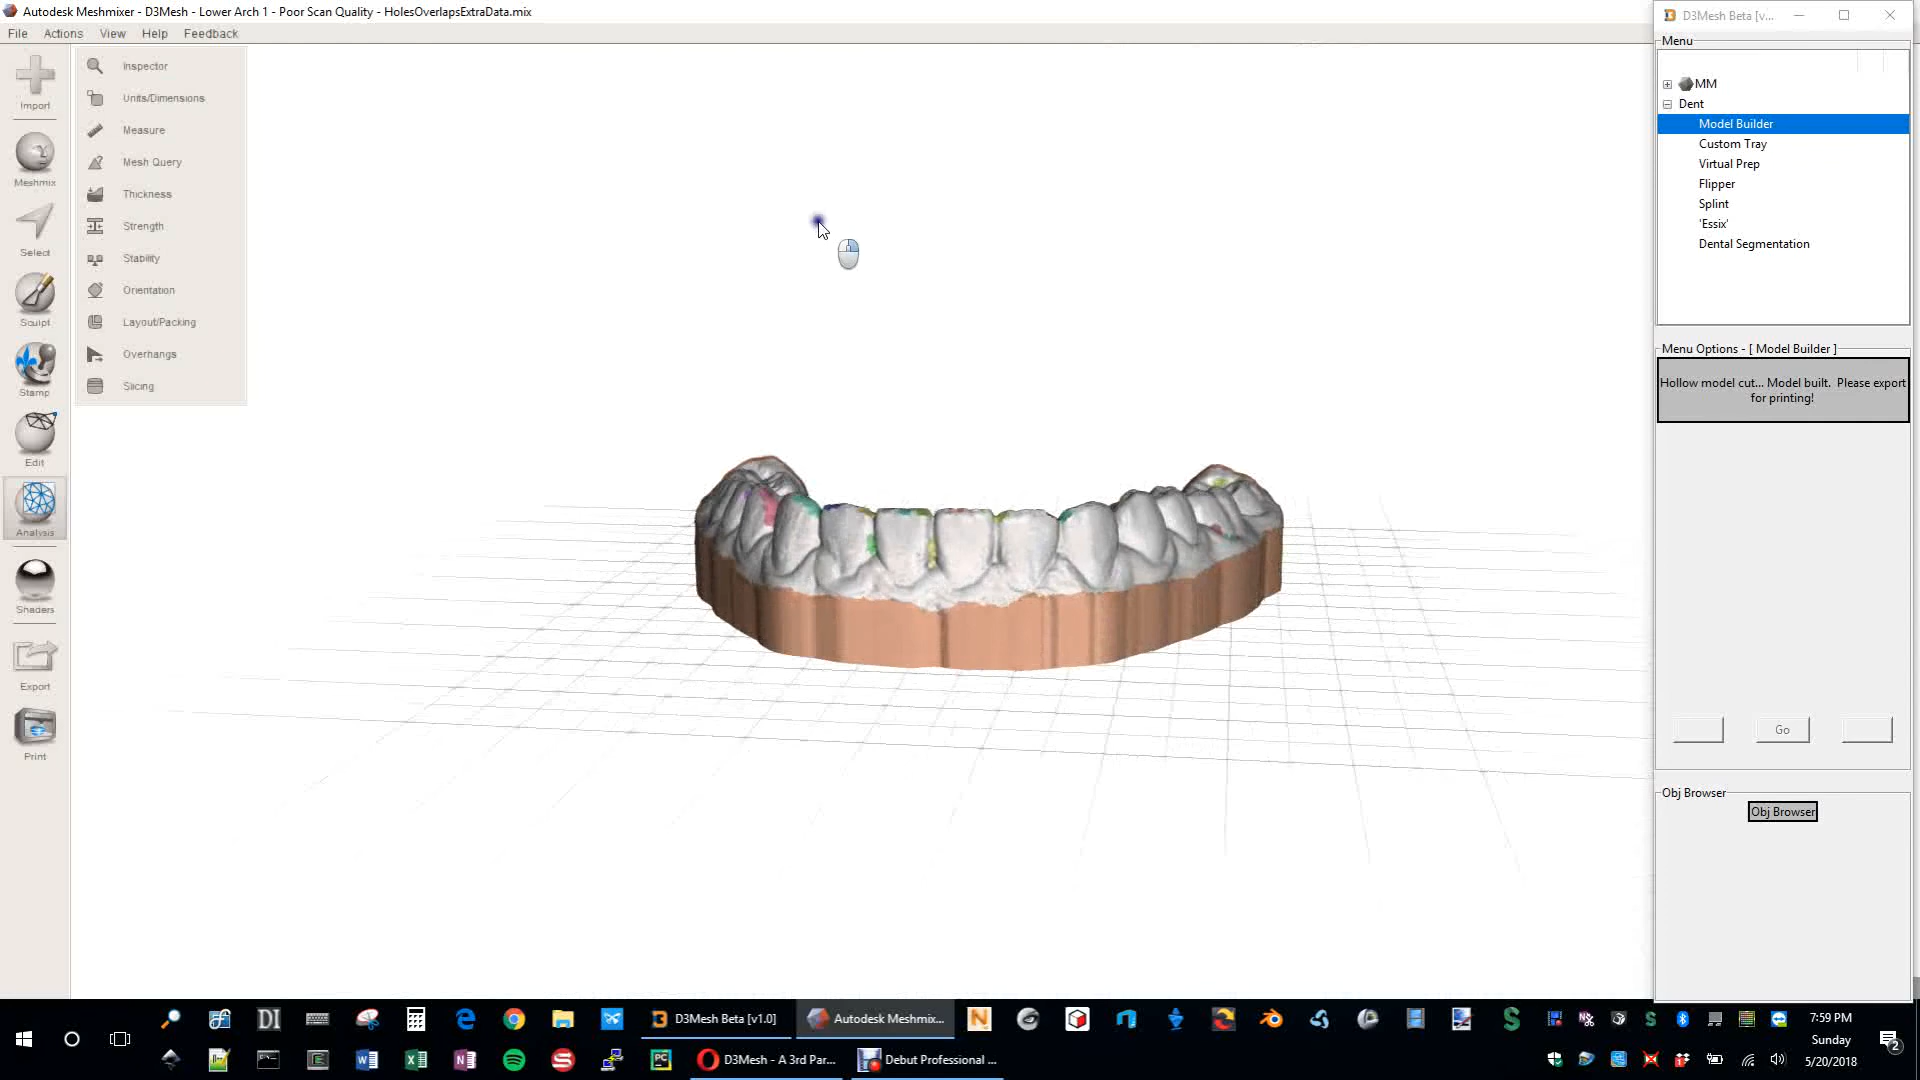 Autodesk Meshmixer - D3Mesh - Lower Arch 1 - Poor Scan Quality - HolesOverlapsExtraData.mix
File Actions View Help Feedback
Import
Meshmix
Select
Sculpt
Stamp
Edit
Analysis
Shaders
Export
Print
Inspector
Units/Dimensions
Measure
Mesh Query
Thickness
Strength
Stability
Orientation
Layout/Packing
Overhangs
Slicing
D3Mesh Beta [v...
Menu
MM
Dent
Model Builder
Custom Tray
Virtual Prep
Flipper
Splint
'Essix'
Dental Segmentation
Menu Options - [ Model Builder ]
Hollow model cut... Model built. Please export
for printing!
Go
Obj Browser
Obj Browser
D3Mesh Beta [v1.0]
Autodesk Meshmix...
7:59 PM
Sunday
5/20/2018
2
D3Mesh - A 3rd Par...
Debut Professional ...